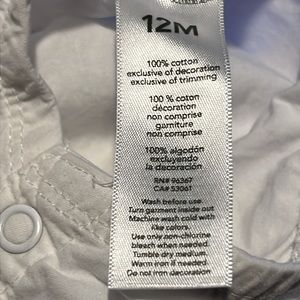 12M
100% cotton
exclusive of decoration
exclusive of trimming
100 % coton
décoration
non comprise
garniture
non comprise
100% algodón
excluyendo
la decoración
RN# 96367
CA# 53061
Wash before use.
Turn garment inside out
Machine wash cold with
like colors.
Use only non-chlorine
bleach when needed.
Tumble dry medium.
Warm iron if needed.
Do not iron decoration